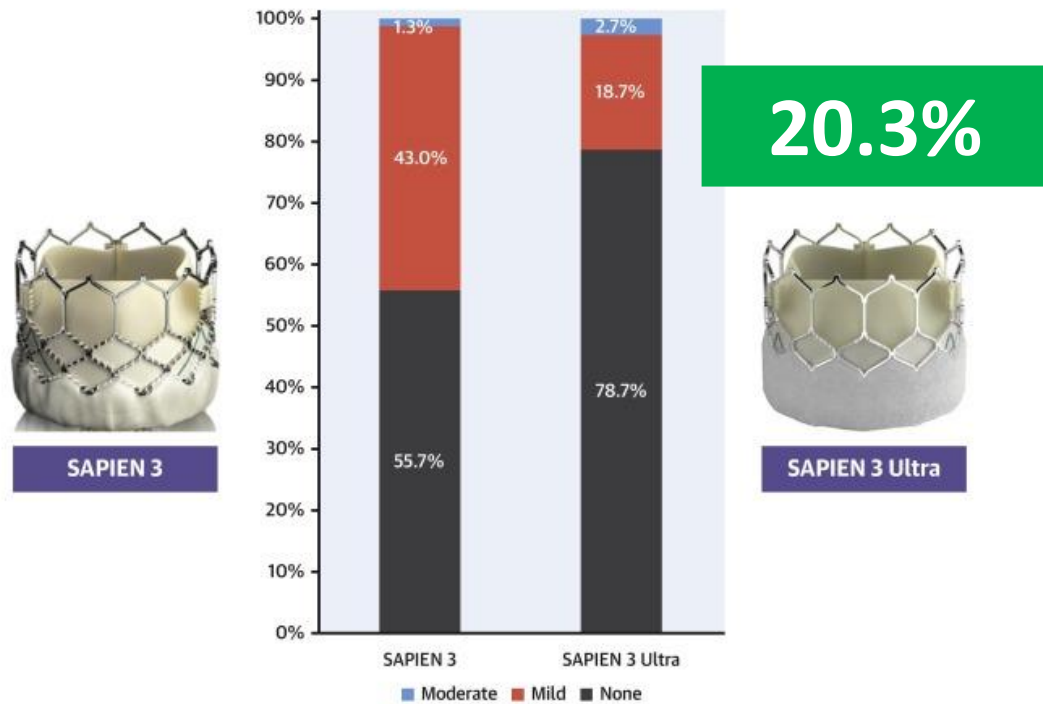 100%
90%
80%
70%
60%
50%
40%
30%
20%
10%
0%
1.3%
43.0%
55.7%
2.7%
18.7%
78.7%
20.3%
SAPIEN 3
SAPIEN 3 Ultra
SAPIEN 3
SAPIEN 3 Ultra
Moderate
Mild
None